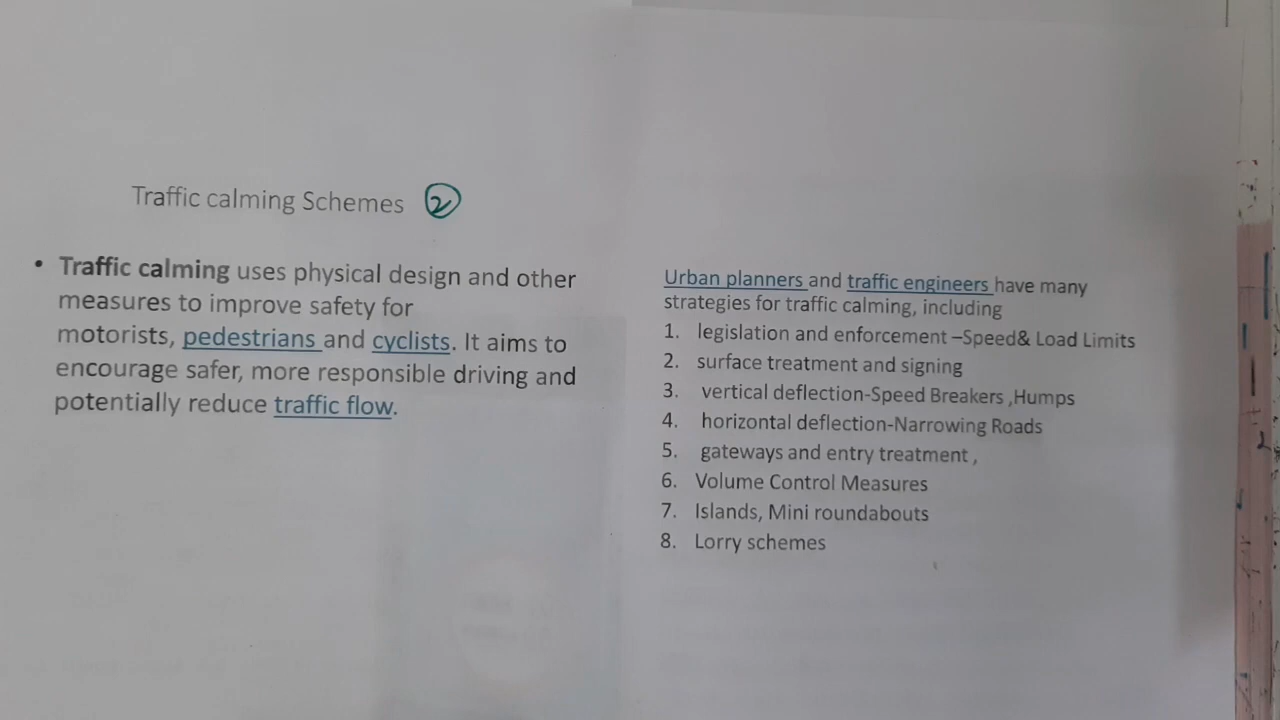 Traffic calming Schemes 2
• Traffic calming uses physical design and other
measures to improve safety for
motorists, pedestrians and cyclists. It aims to
encourage safer, more responsible driving and
potentially reduce traffic flow.
Urban planners and traffic engineers have many
strategies for traffic calming, including
1. legislation and enforcement –Speed& Load Limits
2. surface treatment and signing
3. vertical deflection-Speed Breakers ,Humps
4. horizontal deflection-Narrowing Roads
5. gateways and entry treatment ,
6. Volume Control Measures
7. Islands, Mini roundabouts
8. Lorry schemes